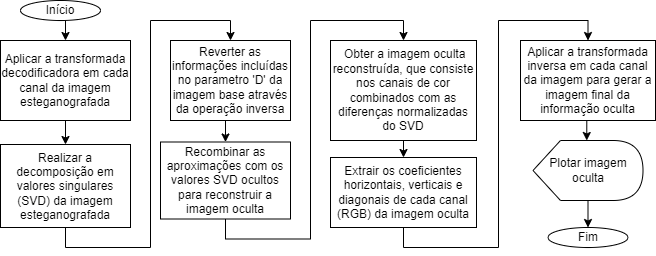 Início
Aplicar a transformada
decodificadora em cada
canal da imagem
esteganografada
Realizar a
decomposição em
valores singulares
(SVD) da imagem
esteganografada
Reverter as
informações incluídas
no parametro 'D' da
imagem base através
da operação inversa
Recombinar as
aproximações com os
valores SVD ocultos
para reconstruir a
imagem oculta
Obter a imagem oculta
reconstruída, que consiste
nos canais de cor
combinados com as
diferenças normalizadas
do SVD
Extrair os coeficientes
horizontais, verticais e
diagonais de cada canal
(RGB) da imagem oculta
Aplicar a transformada
inversa em cada canal
da imagem para gerar a
imagem final da
informação oculta
Plotar imagem
oculta
Fim